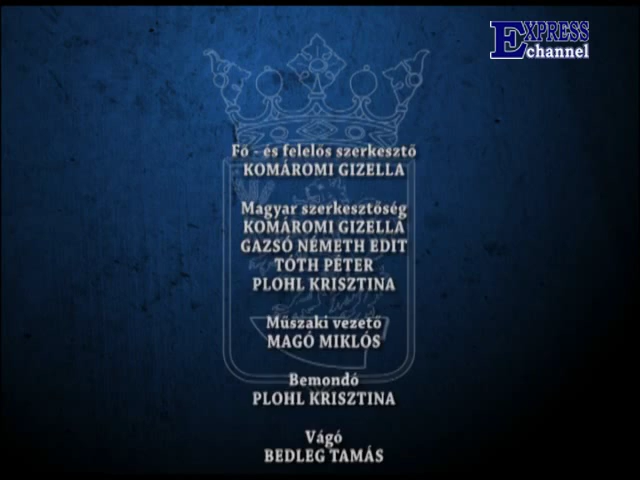 EXPRESS
channel
Fő - és felelős szerkesztő
KOMÁROMI GIZELLA
Magyar szerkesztőség
KOMÁROMI GIZELLA
GAZSÓ NÉMETH EDIT
TÓTH PÉTER
PLOHL KRISZTINA
Műszaki vezető
MAGÓ MIKLÓS
Bemondó
PLOHL KRISZTINA
Vágó
BEDLEG TAMÁS